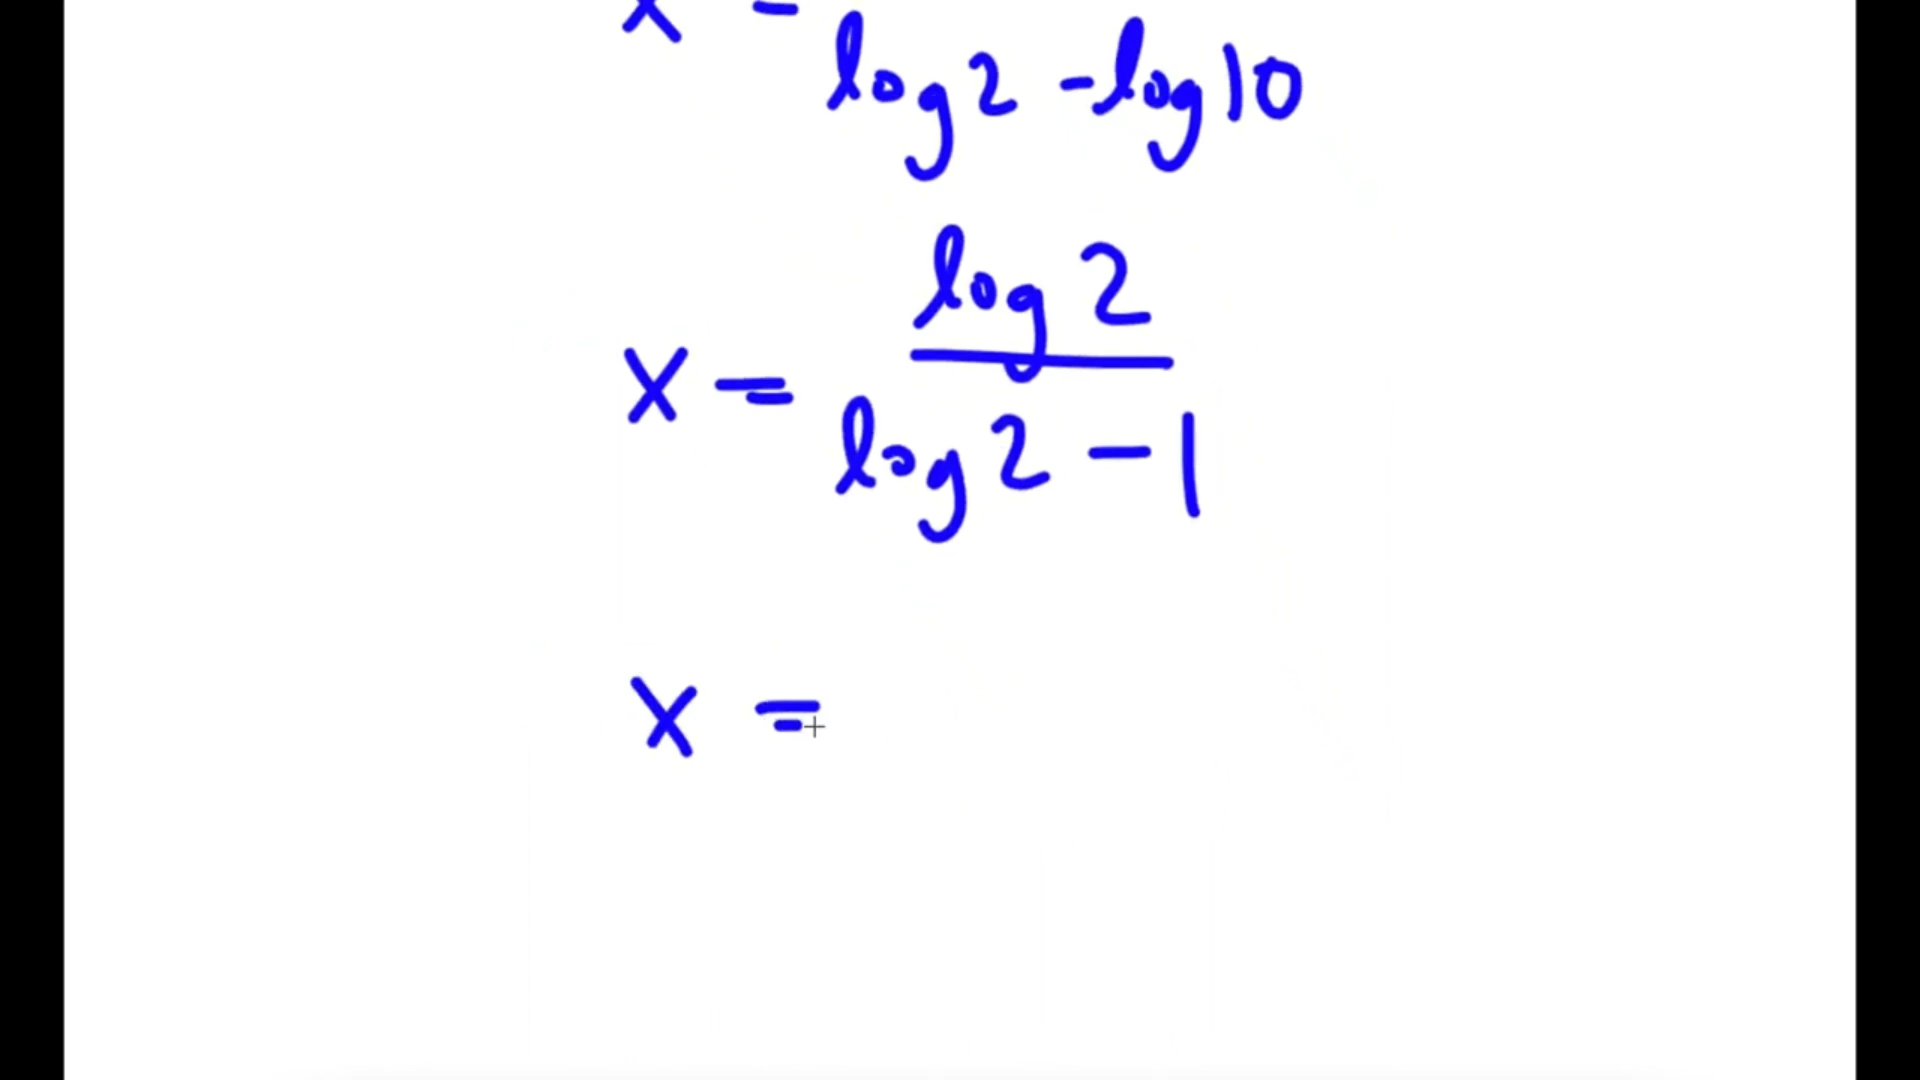 x =
log 2 - log 10
log 2
x =
log 2 - 1
x =